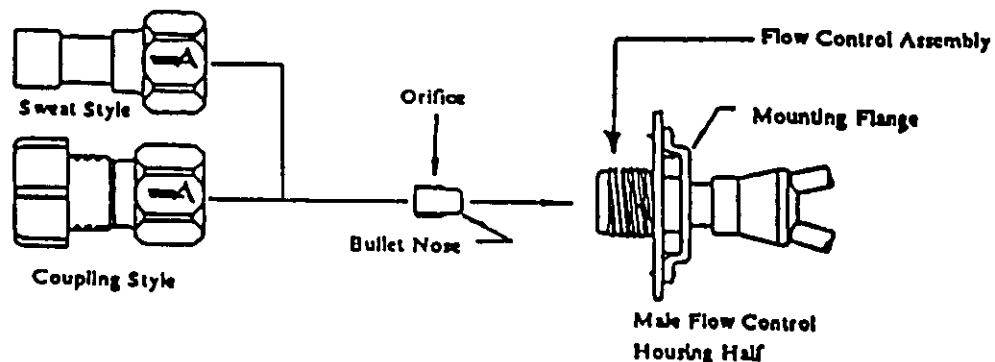 Sweat Style
Coupling Style
Orifice
Bullet Nose
Flow Control Assembly
Mounting Flange
Male Flow Control
Housing Half